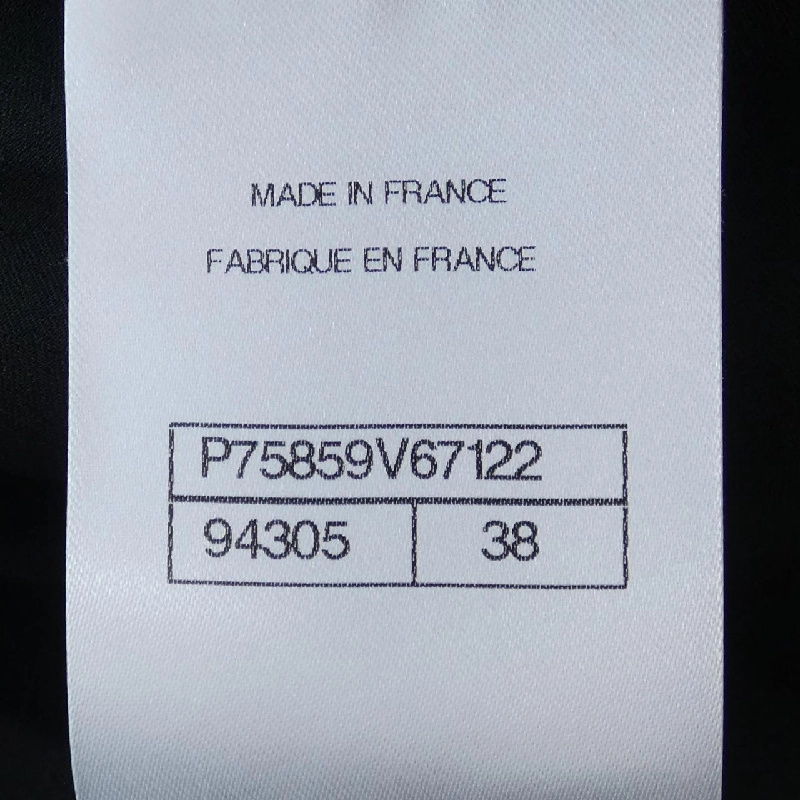 MADE IN FRANCE
FABRIQUE EN FRANCE
P75859V67122
94305 38